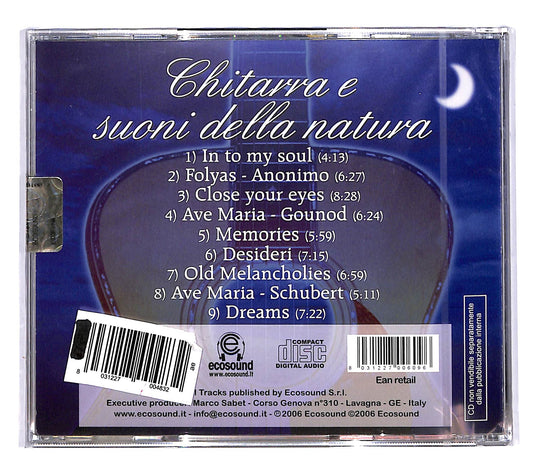 Chitarra e
suoni della natura
1) In to my soul (4:13)
2) Folyas - Anonimo (6:27)
3) Close your eyes (8:28)
4) Ave Maria - Gounod (6:24)
5) Memories (5:59)
6) Desideri (7:15)
7) Old Melancholies (6:59)
8) Ave Maria - Schubert (5:11)
9) Dreams (7:22)
CD non vendibile separatamente
dalla pubblicazione interna
e
ecosound
www.ecosound.it
COMPACT
disc
DIGITAL AUDIO
8 031227 006096
Ean retail
8 031227 004832
Tracks published by Ecosound S.r.l.
Executive producer: Marco Sabet - Corso Genova n°310 - Lavagna - GE - Italy
www.ecosound.it - info@ecosound.it - ℗2006 Ecosound ©2006 Ecosound